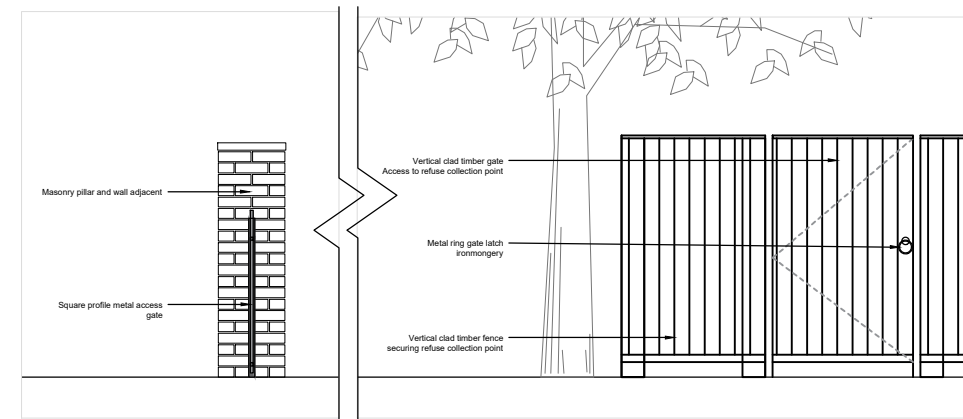 Masonry pillar and wall adjacent
Square profile metal access
gate
Vertical clad timber gate
Access to refuse collection point
Metal ring gate latch
ironmongery
Vertical clad timber fence
securing refuse collection point